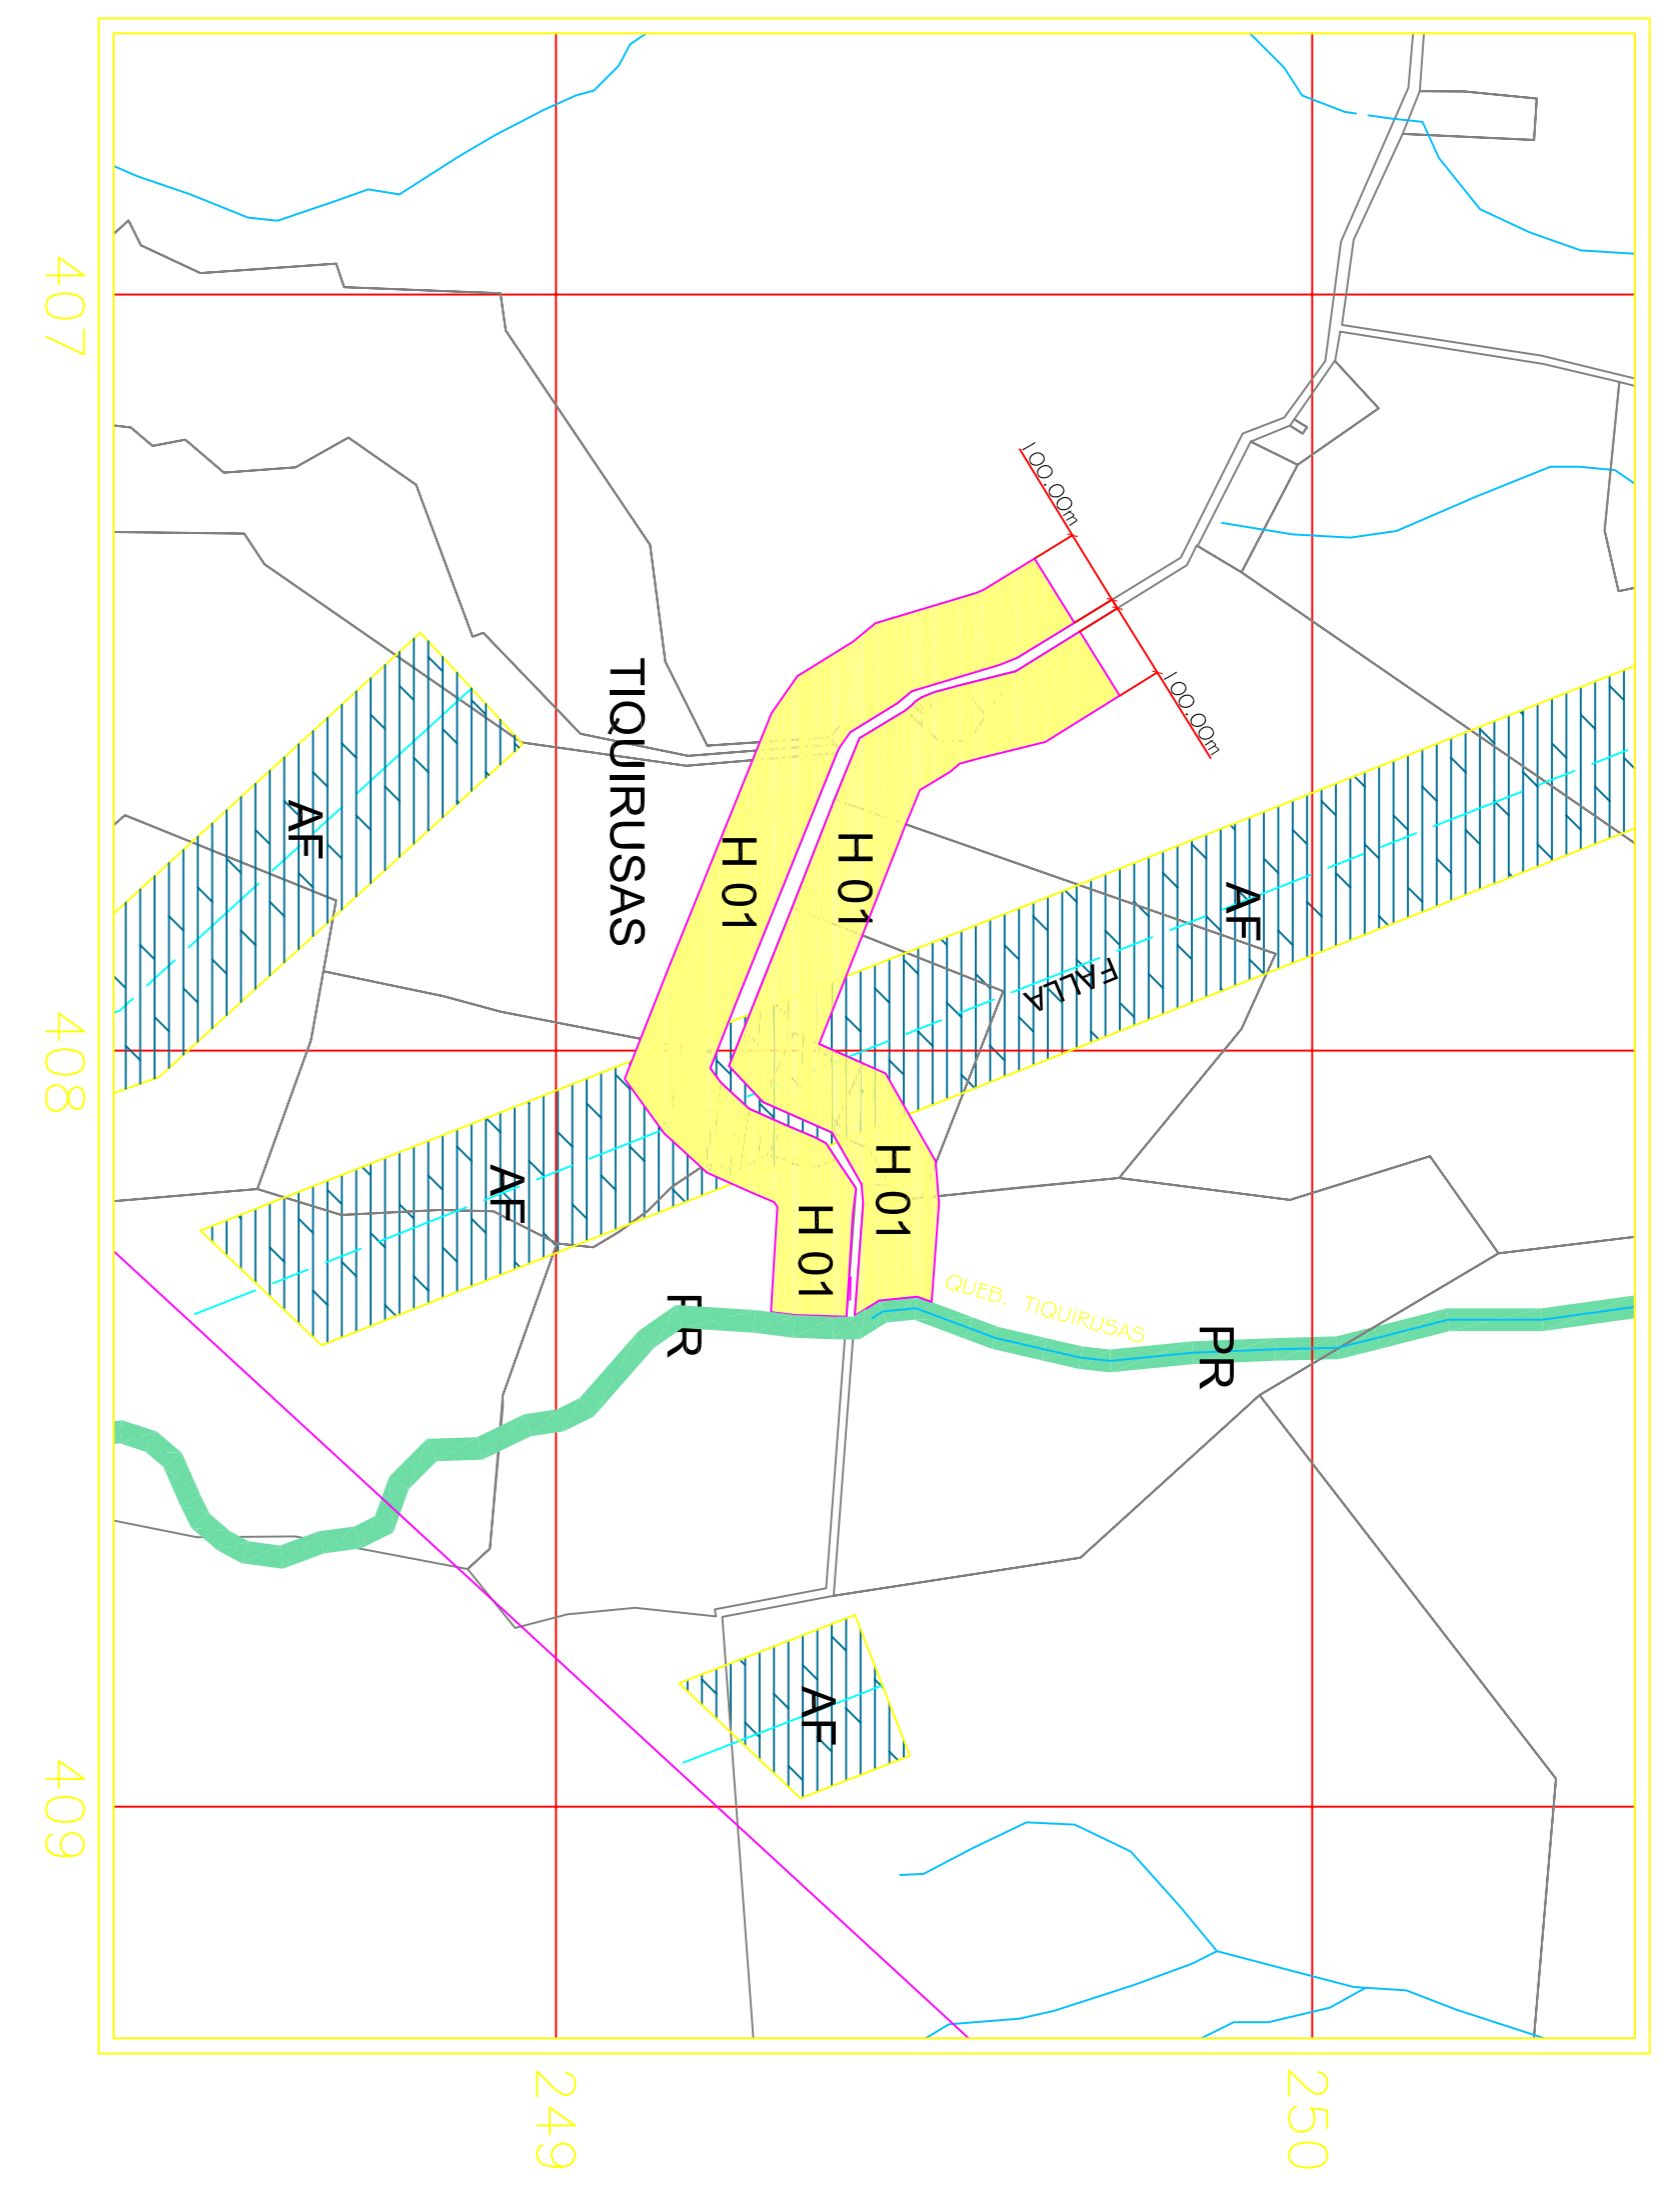 407
408
409
249
250
100.00m
100.00m
TIQUIRUSAS
H 01
H 01
H 01
H 01
AF
AF
AF
AF
FALLA
QUEB. TIQUIRUSAS
PR
PR